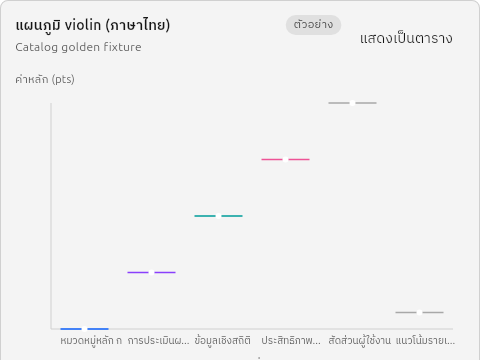 แผนภูมิ violin (ภาษาไทย)
ตัวอย่าง
แสดงเป็นตาราง
Catalog golden fixture
ค่าหลัก (pts)
หมวดหมู่หลัก ก การประเมินผ... ข้อมูลเชิงสถิติ ประสิทธิภาพ... สัดส่วนผู้ใช้งาน แนวโน้มรายเ...